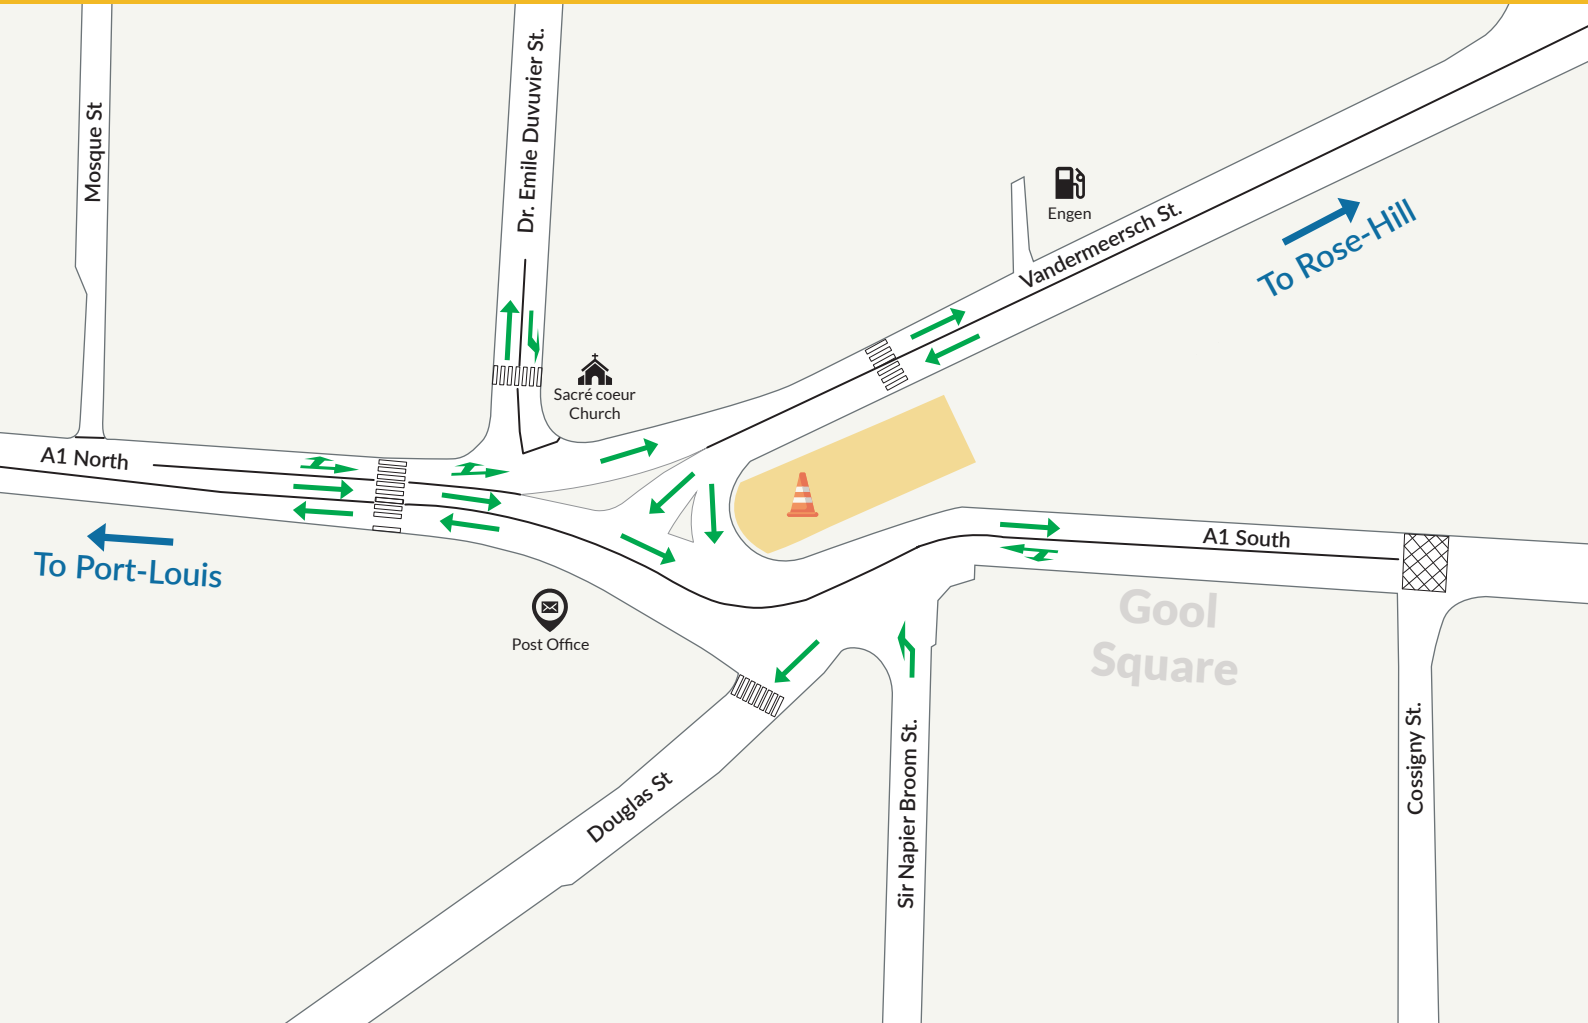 Mosque St
Dr. Emile Duvuvier St.
Engen
Vandermeersch St.
To Rose-Hill
Sacré coeur
Church
A1 North
To Port-Louis
A1 South
Gool
Square
Post Office
Douglas St
Sir Napier Broom St.
Cossigny St.